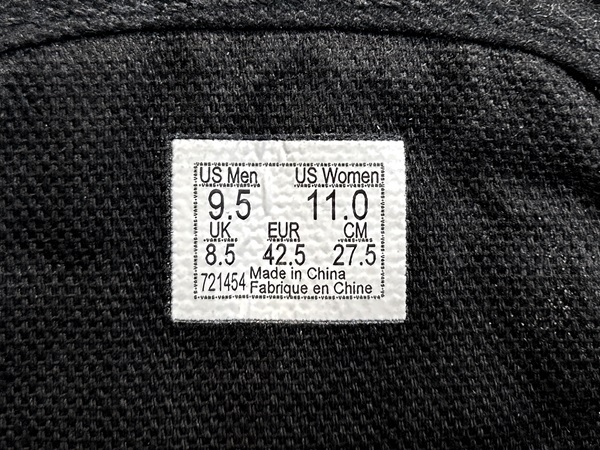 US Men US Women
9.5 11.0
UK EUR CM
8.5 42.5 27.5
721454 Made in China
Fabrique en Chine